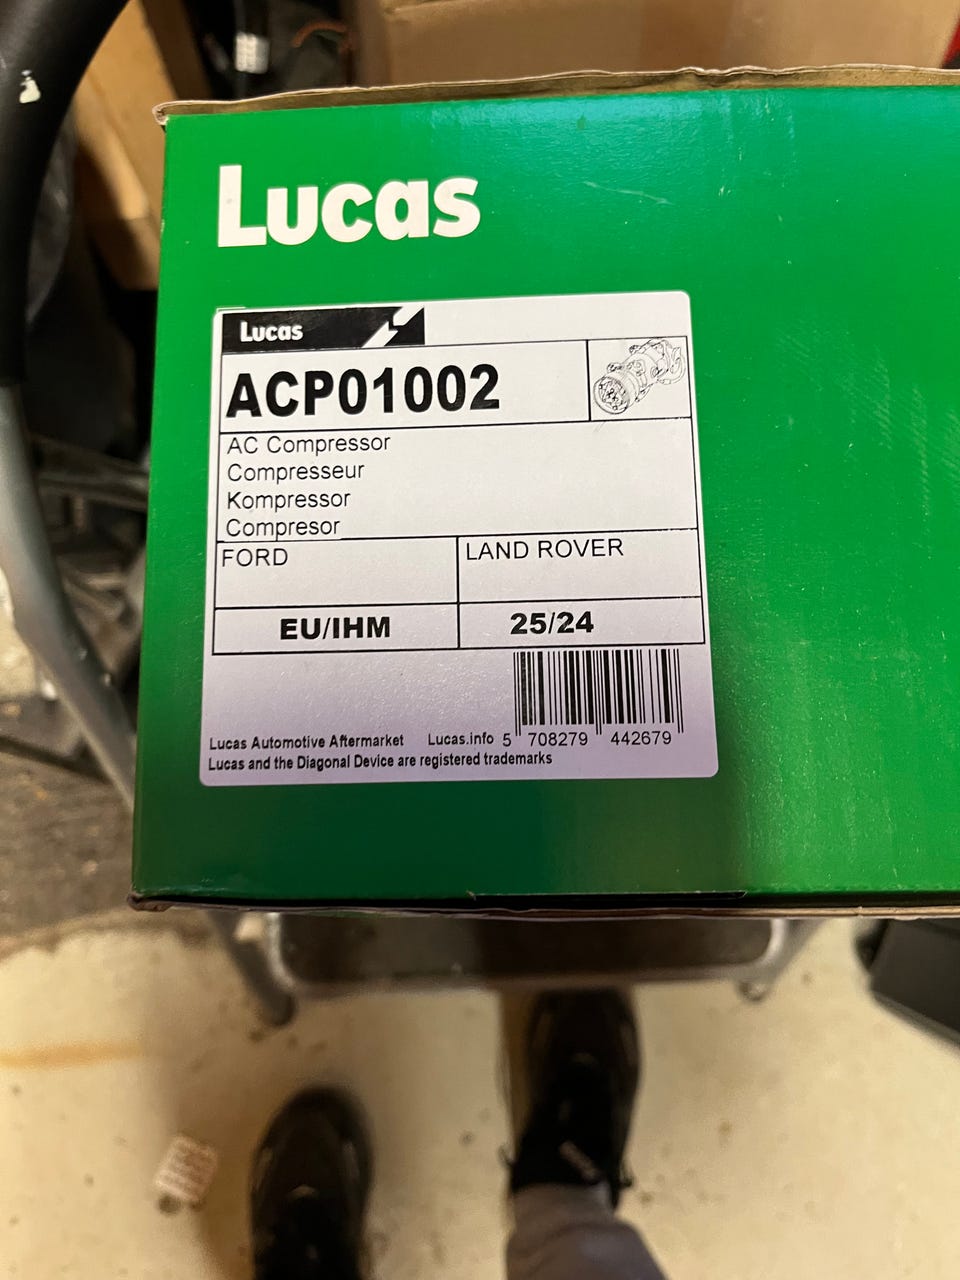 Lucas
Lucas
ACP01002
AC Compressor
Compresseur
Kompressor
Compresor
FORD
LAND ROVER
EU/IHM
25/24
5 708279 442679
Lucas Automotive Aftermarket Lucas.info
Lucas and the Diagonal Device are registered trademarks